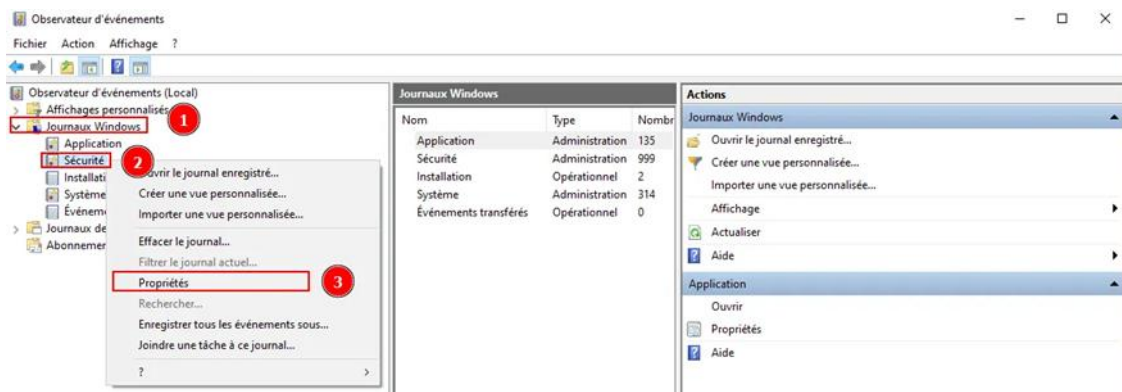 Observateur d'événements
Fichier Action Affichage ?
Observateur d'événements (Local)
Affichages personnalisés
1
Journaux Windows
Application
Sécurité
2
Installati
Système
Événem
Journaux de
Abonnemer
Ouvrir le journal enregistré...
Créer une vue personnalisée...
Importer une vue personnalisée...
Effacer le journal...
Filtrer le journal actuel...
Propriétés
3
Rechercher...
Enregistrer tous les événements sous...
Joindre une tâche à ce journal...
?
Journaux Windows
Nom Type Nombr
Application Administration 135
Sécurité Administration 999
Installation Opérationnel 2
Système Administration 314
Événements transférés Opérationnel 0
Actions
Journaux Windows
Ouvrir le journal enregistré...
Créer une vue personnalisée...
Importer une vue personnalisée...
Affichage
Actualiser
Aide
Application
Ouvrir
Propriétés
Aide